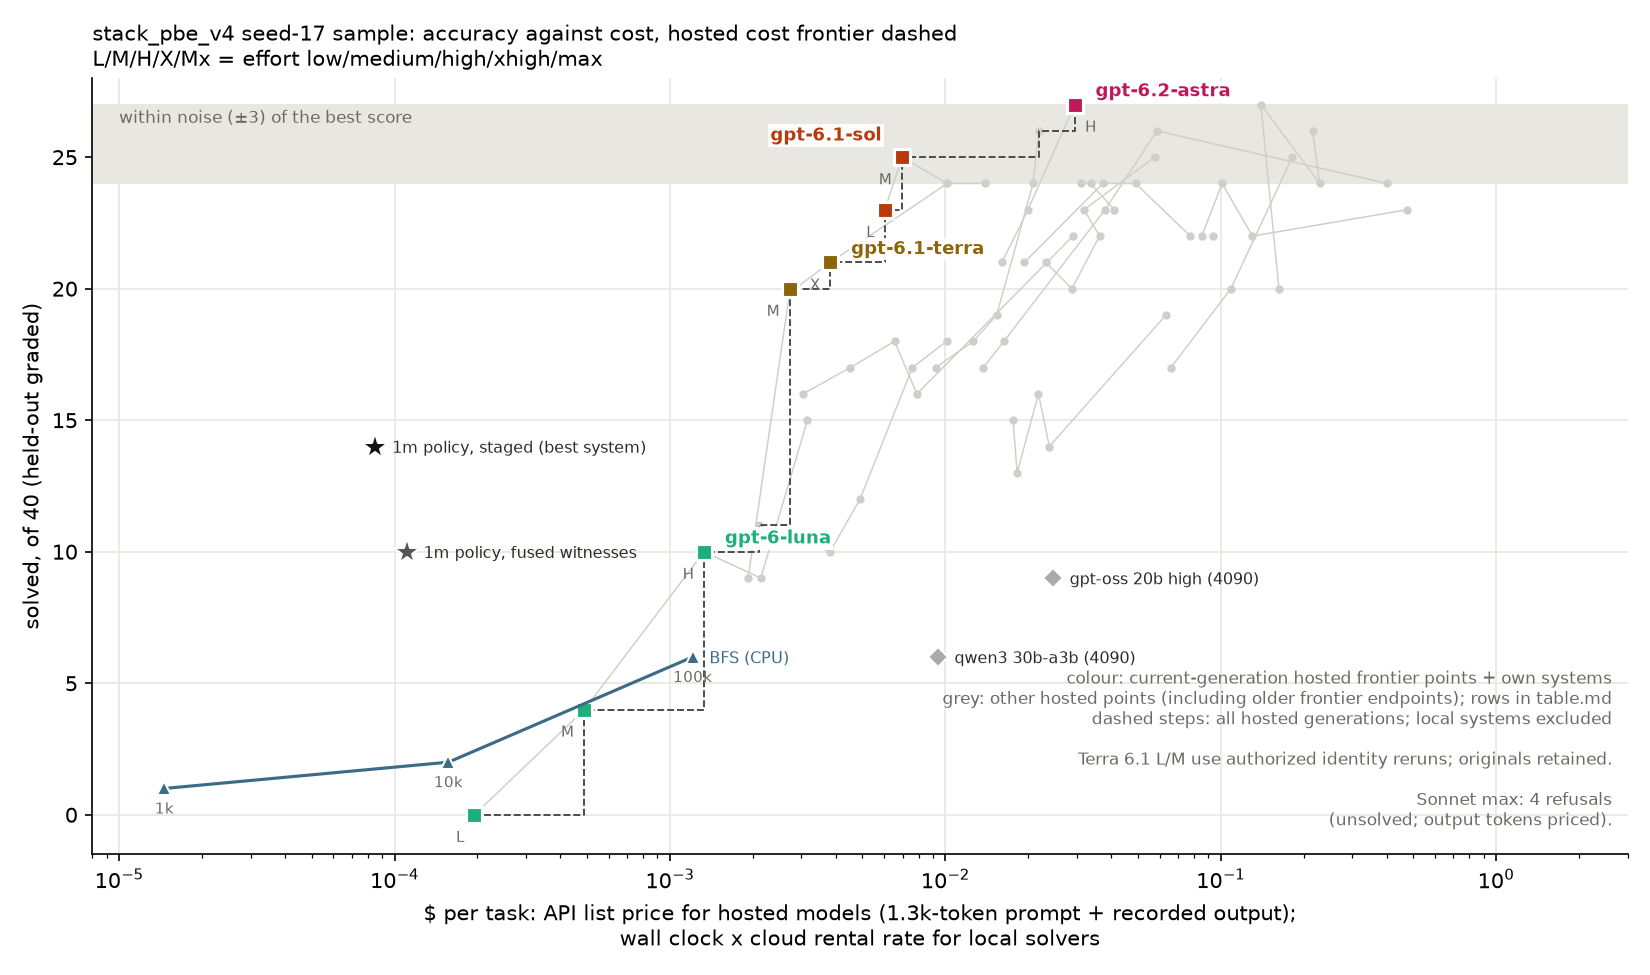 stack_pbe_v4 seed-17 sample: accuracy against cost, hosted cost frontier dashed
L/M/H/X/Mx = effort low/medium/high/xhigh/max
gpt-6.2-astra
within noise (±3) of the best score
H
gpt-6.1-sol
25
M
L
gpt-6.1-terra
X
20
M
15
1m policy, staged (best system)
gpt-6-luna
10
1m policy, fused witnesses
H
gpt-oss 20b high (4090)
BFS (CPU)
qwen3 30b-a3b (4090)
100k
5
colour: current-generation hosted frontier points + own systems
grey: other hosted points (including older frontier endpoints); rows in table.md
dashed steps: all hosted generations; local systems excluded
M
Terra 6.1 L/M use authorized identity reruns; originals retained.
10k
1k
Sonnet max: 4 refusals
(unsolved; output tokens priced).
0
L
solved, of 40 (held-out graded)
10⁻⁵ 10⁻⁴ 10⁻³ 10⁻² 10⁻¹ 10⁰
$ per task: API list price for hosted models (1.3k-token prompt + recorded output);
wall clock x cloud rental rate for local solvers